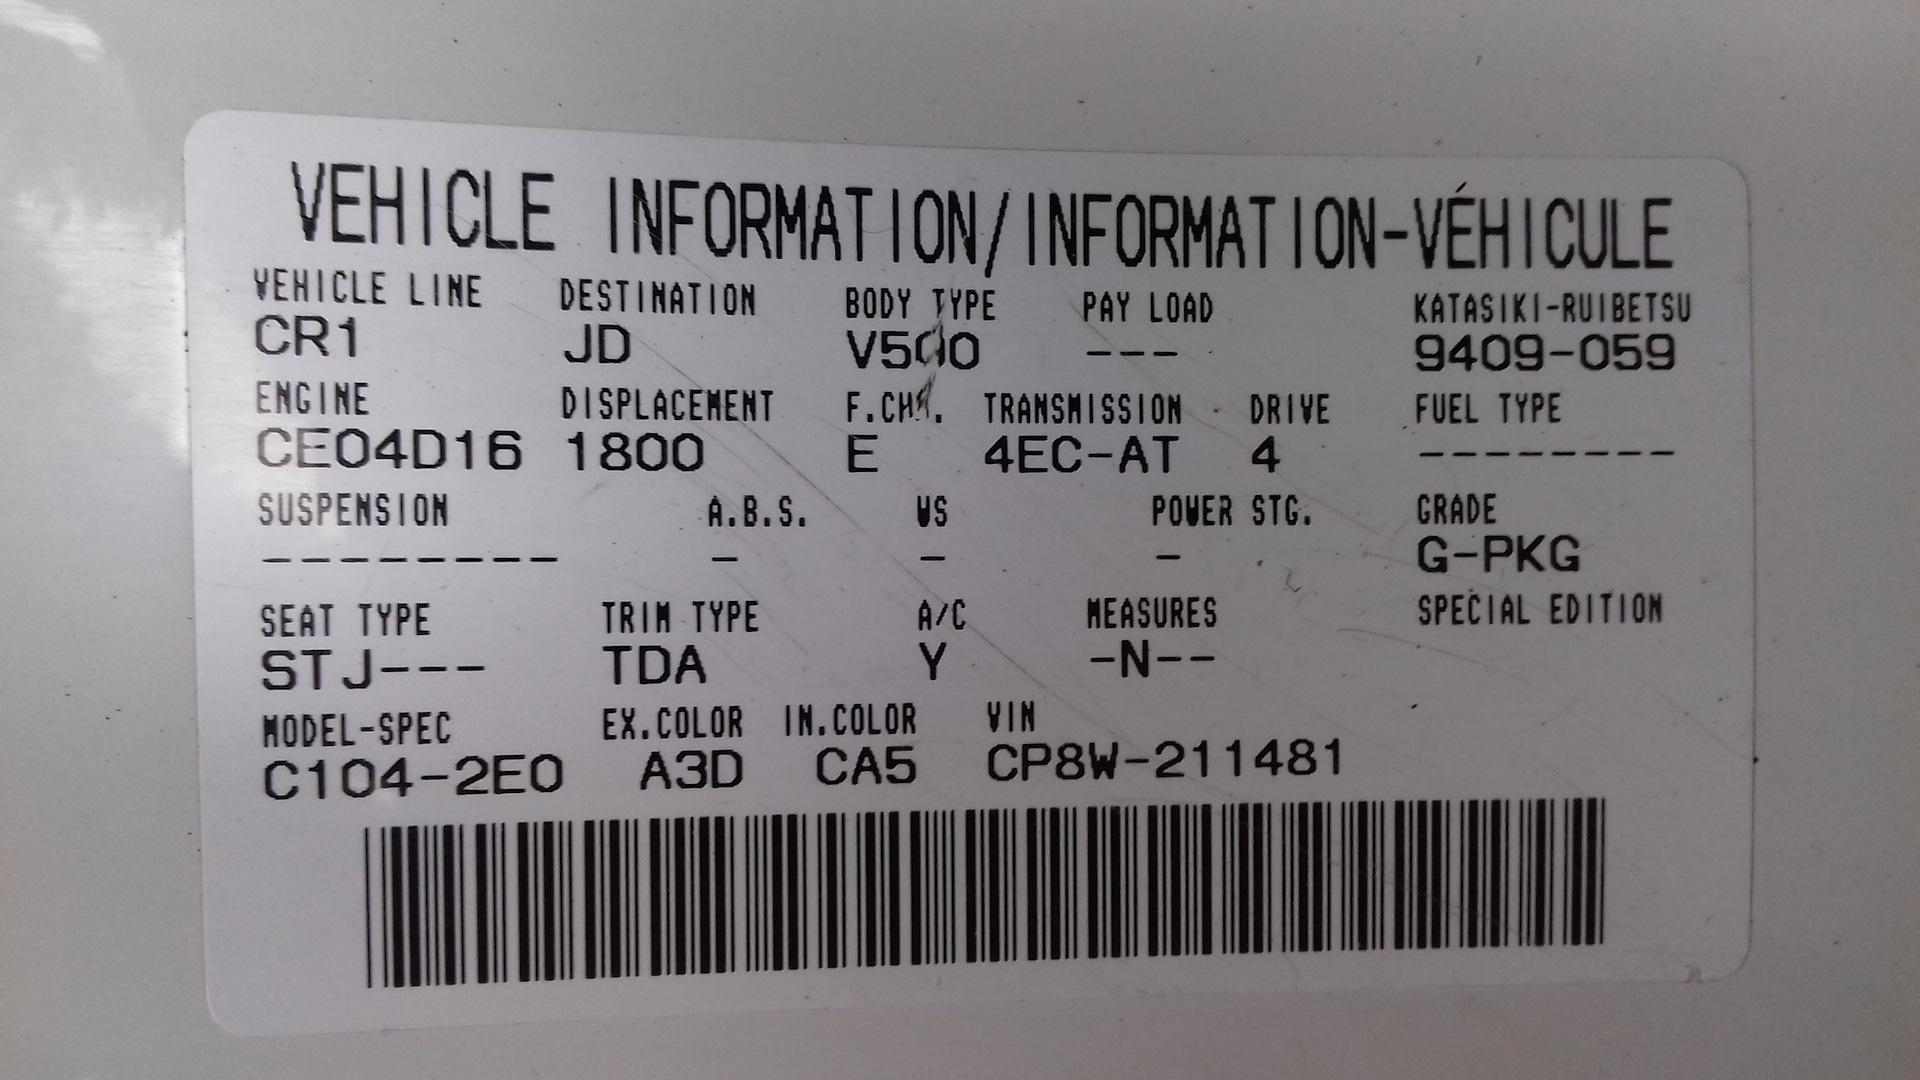 VEHICLE INFORMATION/INFORMATION-VÉHICULE
VEHICLE LINE DESTINATION BODY TYPE PAY LOAD KATASIKI-RUIBETSU
CR1 JD V500 --- 9409-059
ENGINE DISPLACEMENT F.CHA. TRANSMISSION DRIVE FUEL TYPE
CE04D16 1800 E 4EC-AT 4 --------
SUSPENSION A.B.S. WS POWER STG. GRADE
-------- - - - G-PKG
SEAT TYPE TRIM TYPE A/C MEASURES SPECIAL EDITION
STJ--- TDA Y -N--
MODEL-SPEC EX.COLOR IN.COLOR VIN
C104-2E0 A3D CA5 CP8W-211481